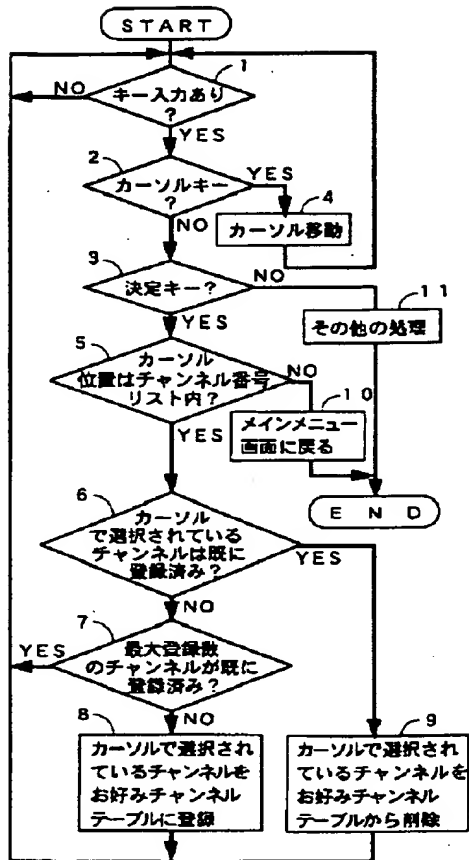 START
1
キー入力あり
?
NO
YES
2
カーソルキー
?
YES
4
カーソル移動
NO
3
決定キー?
NO
11
その他の処理
YES
5
カーソル
位置はチャンネル番号
リスト内?
NO
10
メインメニュー
画面に戻る
YES
END
6
カーソル
で選択されている
チャンネルは既に
登録済み?
YES
NO
7
最大登録数
のチャンネルが既に
登録済み?
YES
NO
8
カーソルで選択され
ているチャンネルを
お好みチャンネル
テーブルに登録
9
カーソルで選択され
ているチャンネルを
お好みチャンネル
テーブルから削除